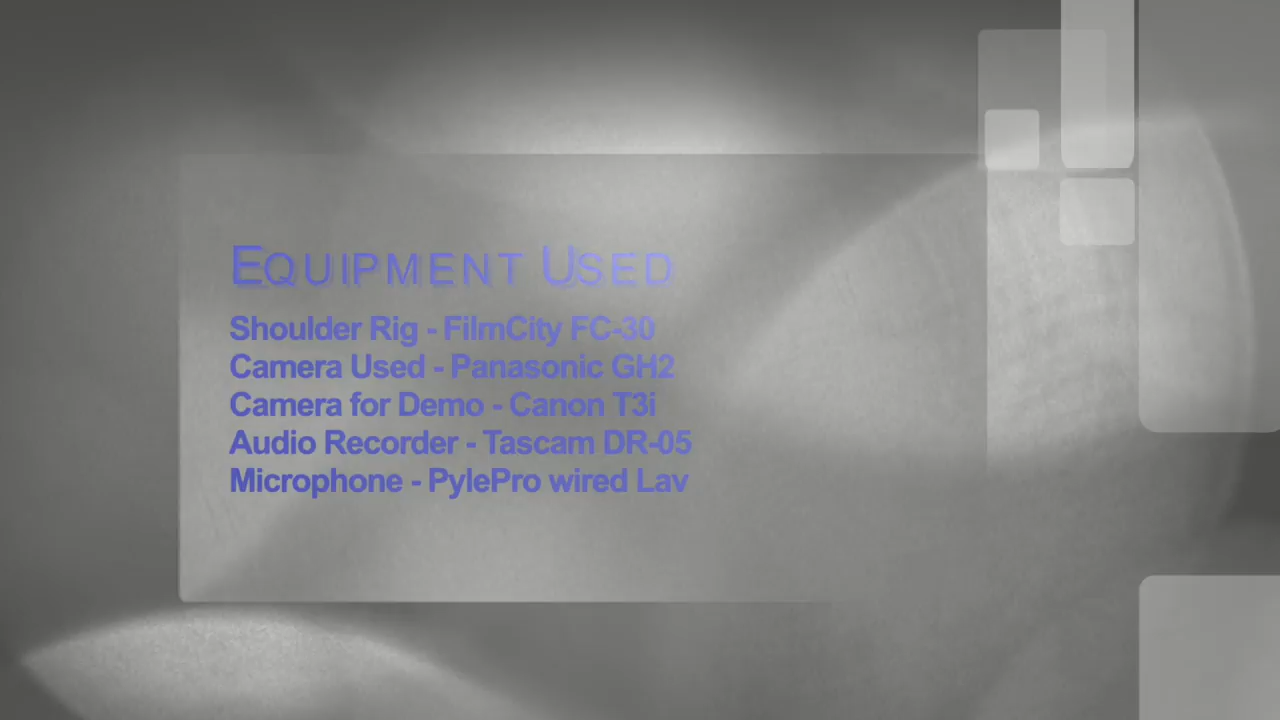 EQUIPMENT USED
Shoulder Rig - FilmCity FC-30
Camera Used - Panasonic GH2
Camera for Demo - Canon T3i
Audio Recorder - Tascam DR-05
Microphone - PylePro wired Lav